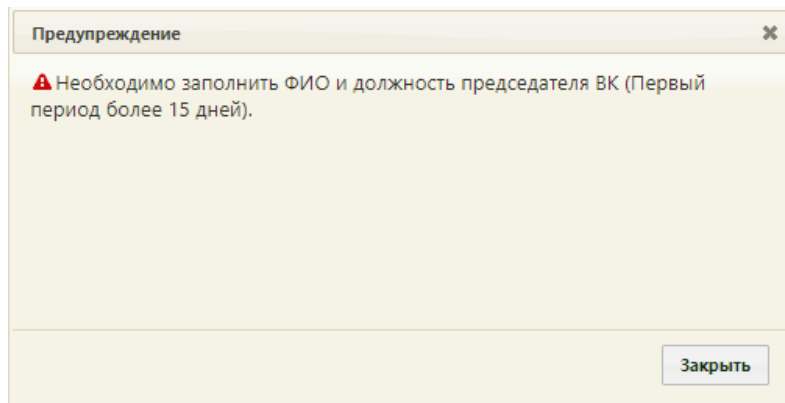 Предупреждение
Необходимо заполнить ФИО и должность председателя ВК (Первый
период более 15 дней).
Закрыть